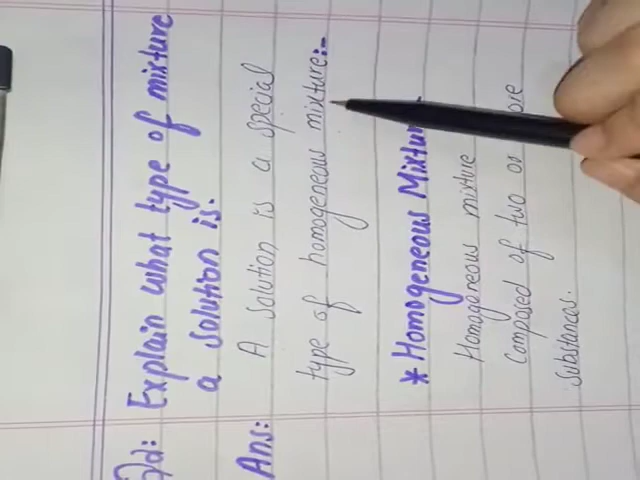 Explain what type of mixture
a solution is.
Ans: A solution is a special
type of homogeneous mixture:-
* Homogeneous Mixture
Homogeneous mixture
composed of two or
substances.